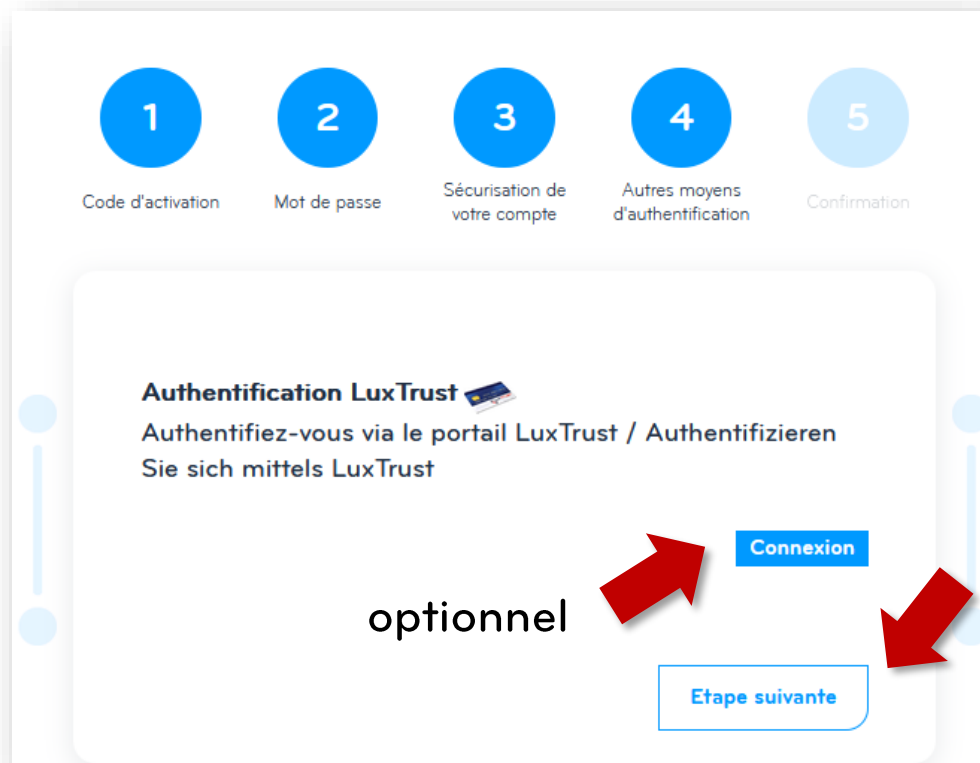 1 2 3 4 5
Code d'activation Mot de passe Sécurisation de votre compte Autres moyens d'authentification Confirmation
Authentification LuxTrust
Authentifiez-vous via le portail LuxTrust / Authentifizieren
Sie sich mittels LuxTrust
Connexion
optionnel
Etape suivante